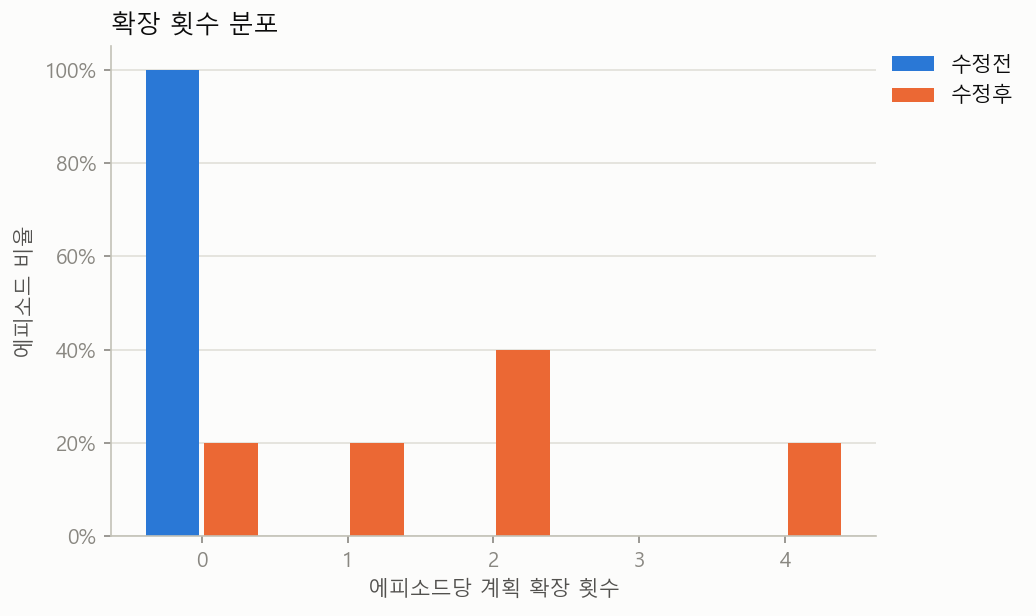 확장 횟수 분포
수정전
수정후
에피소드 비율
100%
80%
60%
40%
20%
0%
0 1 2 3 4
에피소드당 계획 확장 횟수